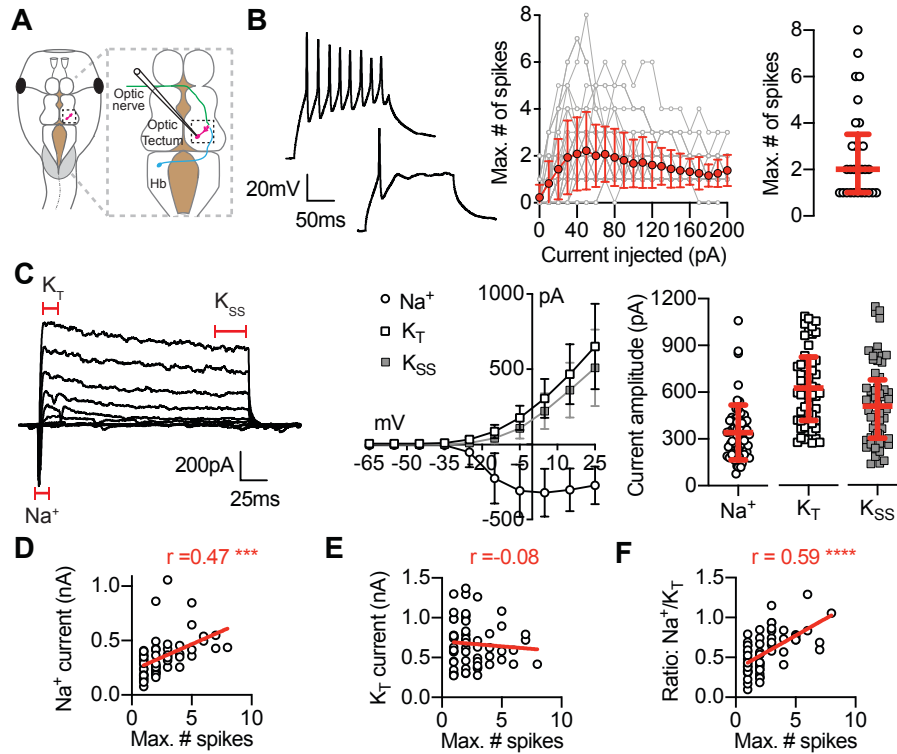 A
Optic
nerve
Optic
Tectum
Hb
B
20mV
50ms
Max. # of spikes
8
6
4
2
0
0 40 80 120 160 200
Current injected (pA)
Max. # of spikes
8
6
4
2
0
C
K_T
K_SS
Na⁺
200pA
25ms
Na⁺
K_T
K_SS
pA
1000
500
-500
mV
-65 -50 -35 -20 -5 10 25
Current amplitude (pA)
1200
900
600
300
0
Na⁺ K_T K_SS
D
r =0.47 ***
Na⁺ current (nA)
1.0
0.5
0.0
0 5 10
Max. # spikes
E
r =-0.08
K_T current (nA)
1.5
1.0
0.5
0.0
0 5 10
Max. # spikes
F
r = 0.59 ****
Ratio: Na⁺/K_T
1.5
1.0
0.5
0.0
0 5 10
Max. # spikes